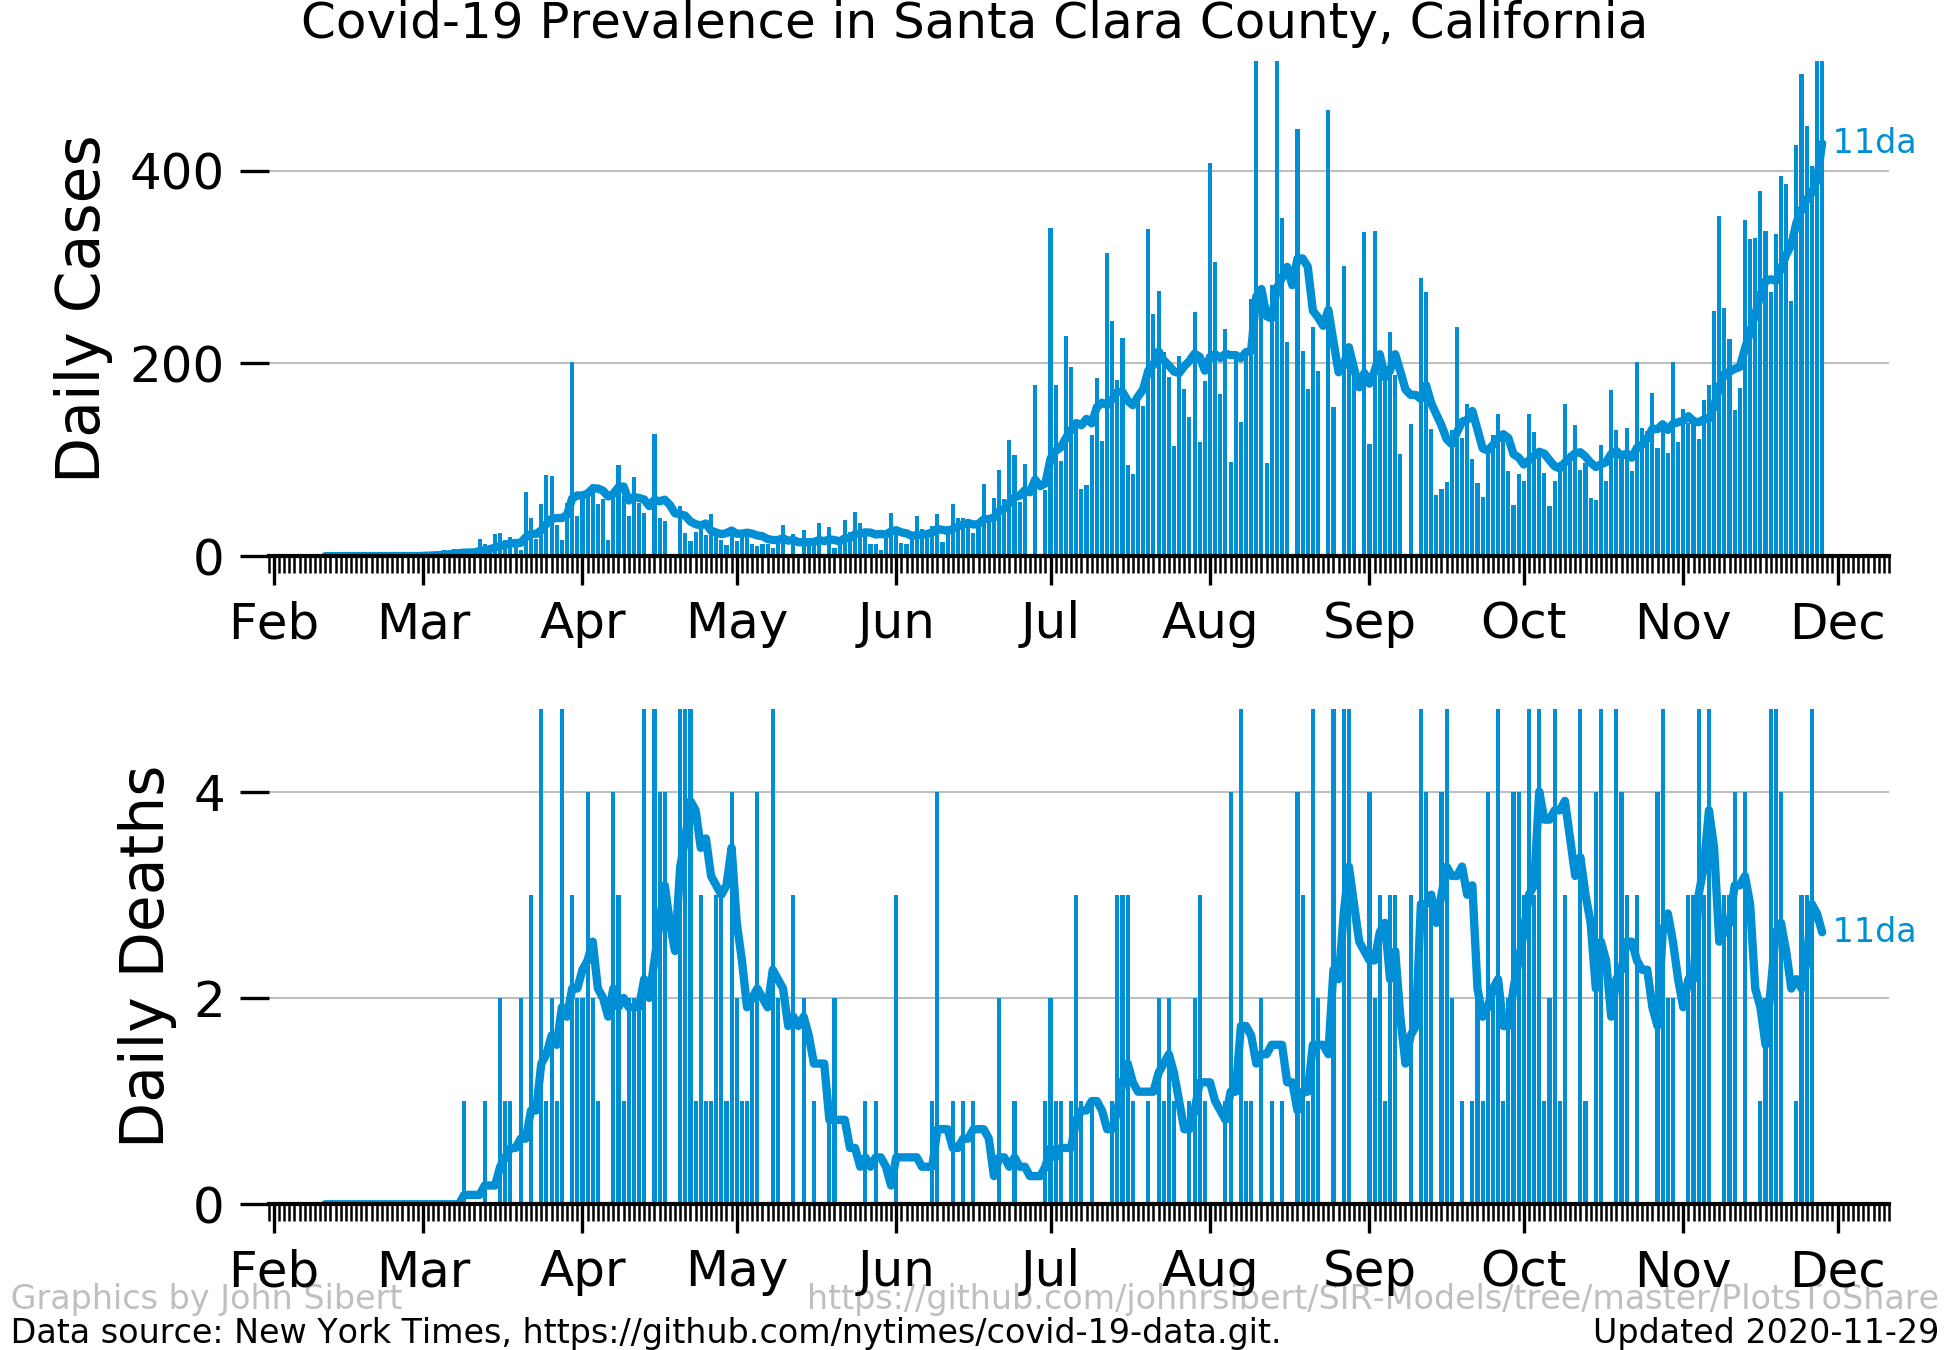 Covid-19 Prevalence in Santa Clara County, California
Daily Cases
400
200
0
11da
Feb Mar Apr May Jun Jul Aug Sep Oct Nov Dec
Daily Deaths
4
2
0
11da
Feb Mar Apr May Jun Jul Aug Sep Oct Nov Dec
Graphics by John Sibert https://github.com/johnrsibert/SIR-Models/tree/master/PlotsToShare
Data source: New York Times, https://github.com/nytimes/covid-19-data.git. Updated 2020-11-29